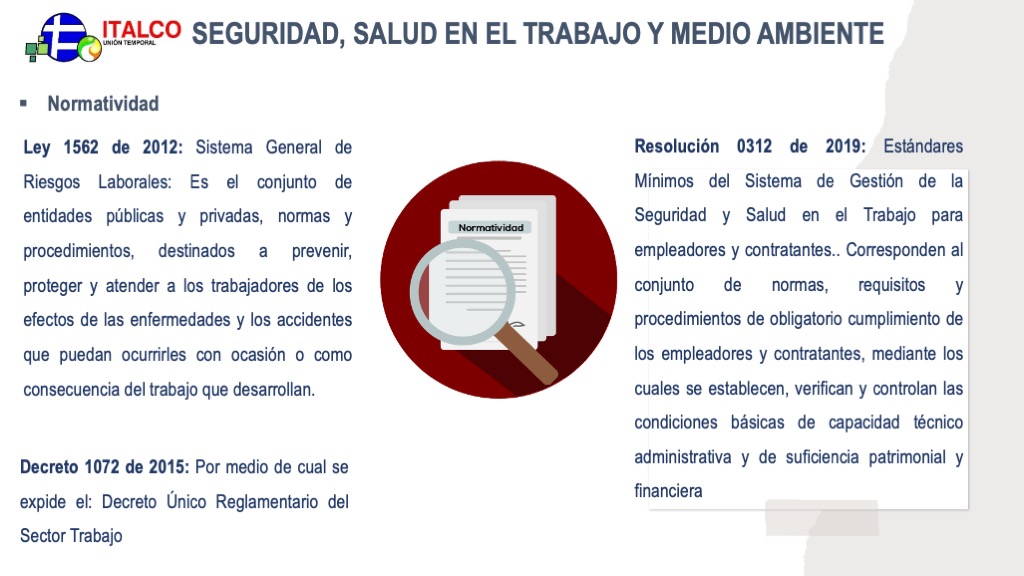 ITALCO
UNIÓN TEMPORAL
SEGURIDAD, SALUD EN EL TRABAJO Y MEDIO AMBIENTE
▪ Normatividad
Ley 1562 de 2012: Sistema General de
Riesgos Laborales: Es el conjunto de
entidades públicas y privadas, normas y
procedimientos, destinados a prevenir,
proteger y atender a los trabajadores de los
efectos de las enfermedades y los accidentes
que puedan ocurrirles con ocasión o como
consecuencia del trabajo que desarrollan.
Decreto 1072 de 2015: Por medio de cual se
expide el: Decreto Único Reglamentario del
Sector Trabajo
Normatividad
Resolución 0312 de 2019: Estándares
Mínimos del Sistema de Gestión de la
Seguridad y Salud en el Trabajo para
empleadores y contratantes.. Corresponden al
conjunto de normas, requisitos y
procedimientos de obligatorio cumplimiento de
los empleadores y contratantes, mediante los
cuales se establecen, verifican y controlan las
condiciones básicas de capacidad técnico
administrativa y de suficiencia patrimonial y
financiera